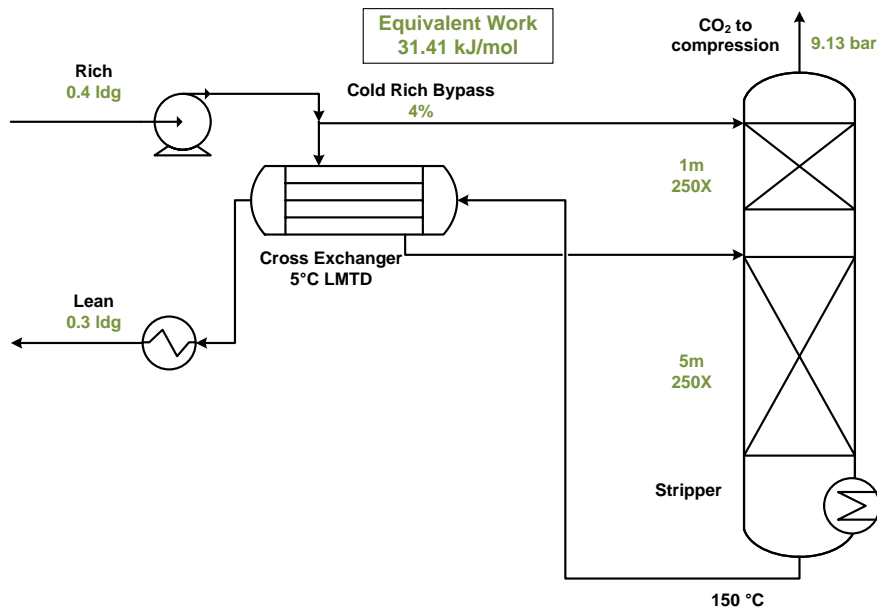 Equivalent Work
31.41 kJ/mol
CO₂ to
compression
9.13 bar
Rich
0.4 ldg
Cold Rich Bypass
4%
1m
250X
Cross Exchanger
5°C LMTD
Lean
0.3 ldg
5m
250X
Stripper
150 °C